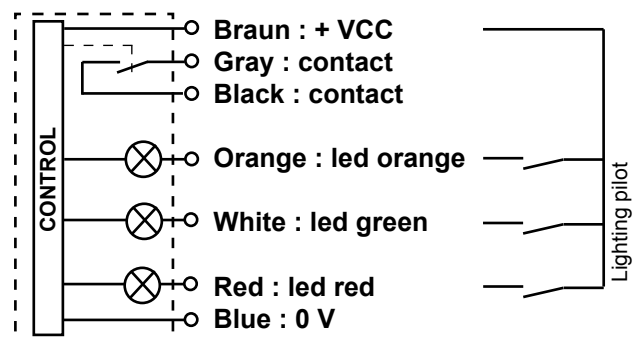 Braun : + VCC
Gray : contact
Black : contact
CONTROL
Orange : led orange
White : led green
Red : led red
Blue : 0 V
Lighting pilot